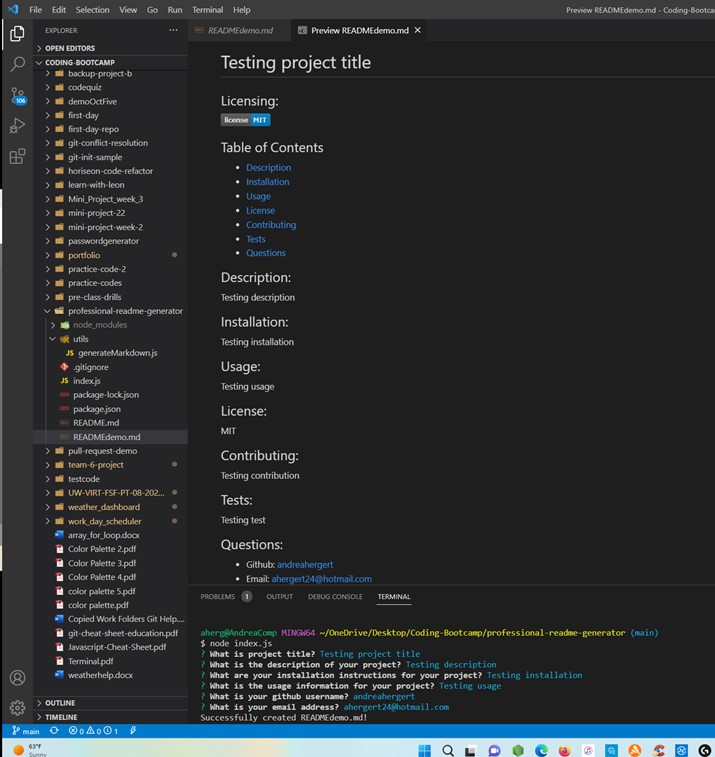 File Edit Selection View Go Run Terminal Help
Preview READMEdemo.md - Coding-Bootca
EXPLORER
READMEdemo.md
Preview READMEdemo.md
OPEN EDITORS
CODING-BOOTCAMP
backup-project-b
codequiz
demoOctFive
first-day
first-day-repo
git-conflict-resolution
git-init-sample
horiseon-code-refactor
learn-with-leon
Mini_Project_week_3
mini-project-22
mini-project-week-2
passwordgenerator
portfolio
practice-code-2
practice-codes
pre-class-drills
professional-readme-generator
node_modules
utils
JS generateMarkdown.js
.gitignore
JS index.js
package-lock.json
package.json
README.md
READMEdemo.md
pull-request-demo
team-6-project
testcode
UW-VIRT-FSF-PT-08-202...
weather_dashboard
work_day_scheduler
array_for_loop.docx
Color Palette 2.pdf
Color Palette 3.pdf
Color Palette 4.pdf
color palette 5.pdf
color palette.pdf
Copied Work Folders Git Help....
git-cheat-sheet-education.pdf
Javascript-Cheat-Sheet.pdf
Terminal.pdf
weatherhelp.docx
OUTLINE
TIMELINE
106
Testing project title
Licensing:
license MIT
Table of Contents
• Description
• Installation
• Usage
• License
• Contributing
• Tests
• Questions
Description:
Testing description
Installation:
Testing installation
Usage:
Testing usage
License:
MIT
Contributing:
Testing contribution
Tests:
Testing test
Questions:
• Github: andreahergert
• Email: ahergert24@hotmail.com
PROBLEMS 1 OUTPUT DEBUG CONSOLE TERMINAL
aherg@AndreaComp MINGW64 ~/OneDrive/Desktop/Coding-Bootcamp/professional-readme-generator (main)
$ node index.js
? What is project title? Testing project title
? What is the description of your project? Testing description
? What are your installation instructions for your project? Testing installation
? What is the usage information for your project? Testing usage
? What is your github username? andreahergert
? What is your email address? ahergert24@hotmail.com
Successfully created READMEdemo.md!
main 0 0 1
63°F
Sunny